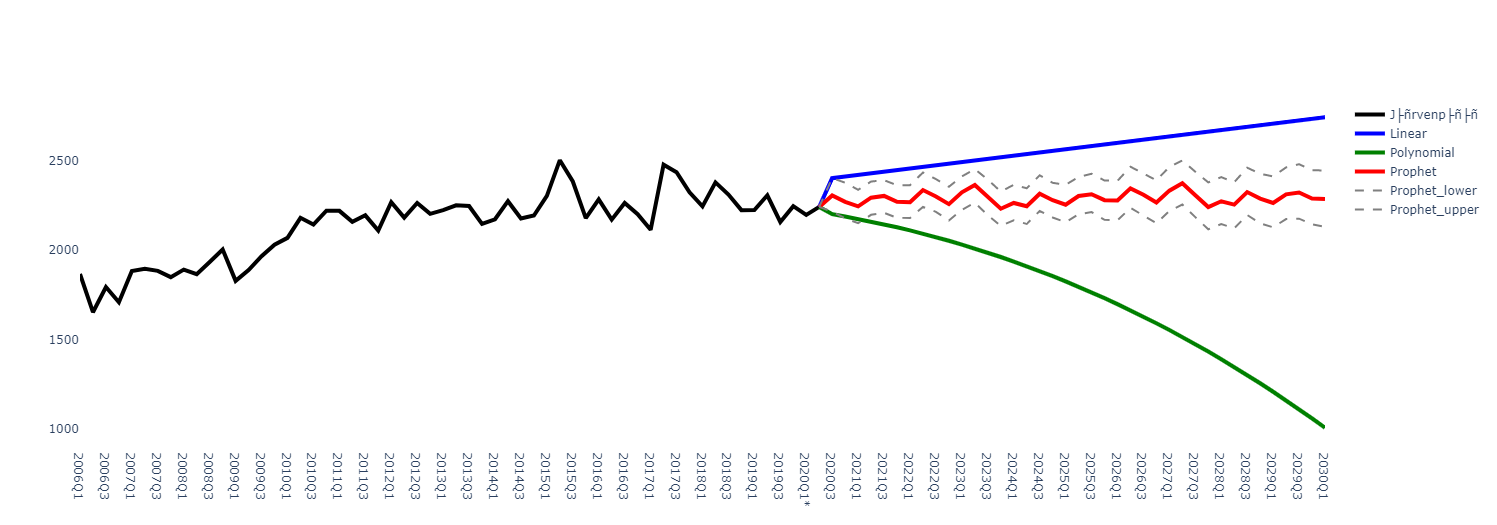 J├ñrvenp├ñ├ñ
Linear
Polynomial
Prophet
Prophet_lower
Prophet_upper
2500
2000
1500
1000
2006Q1
2006Q3
2007Q1
2007Q3
2008Q1
2008Q3
2009Q1
2009Q3
2010Q1
2010Q3
2011Q1
2011Q3
2012Q1
2012Q3
2013Q1
2013Q3
2014Q1
2014Q3
2015Q1
2015Q3
2016Q1
2016Q3
2017Q1
2017Q3
2018Q1
2018Q3
2019Q1
2019Q3
2020Q1*
2020Q3
2021Q1
2021Q3
2022Q1
2022Q3
2023Q1
2023Q3
2024Q1
2024Q3
2025Q1
2025Q3
2026Q1
2026Q3
2027Q1
2027Q3
2028Q1
2028Q3
2029Q1
2029Q3
2030Q1